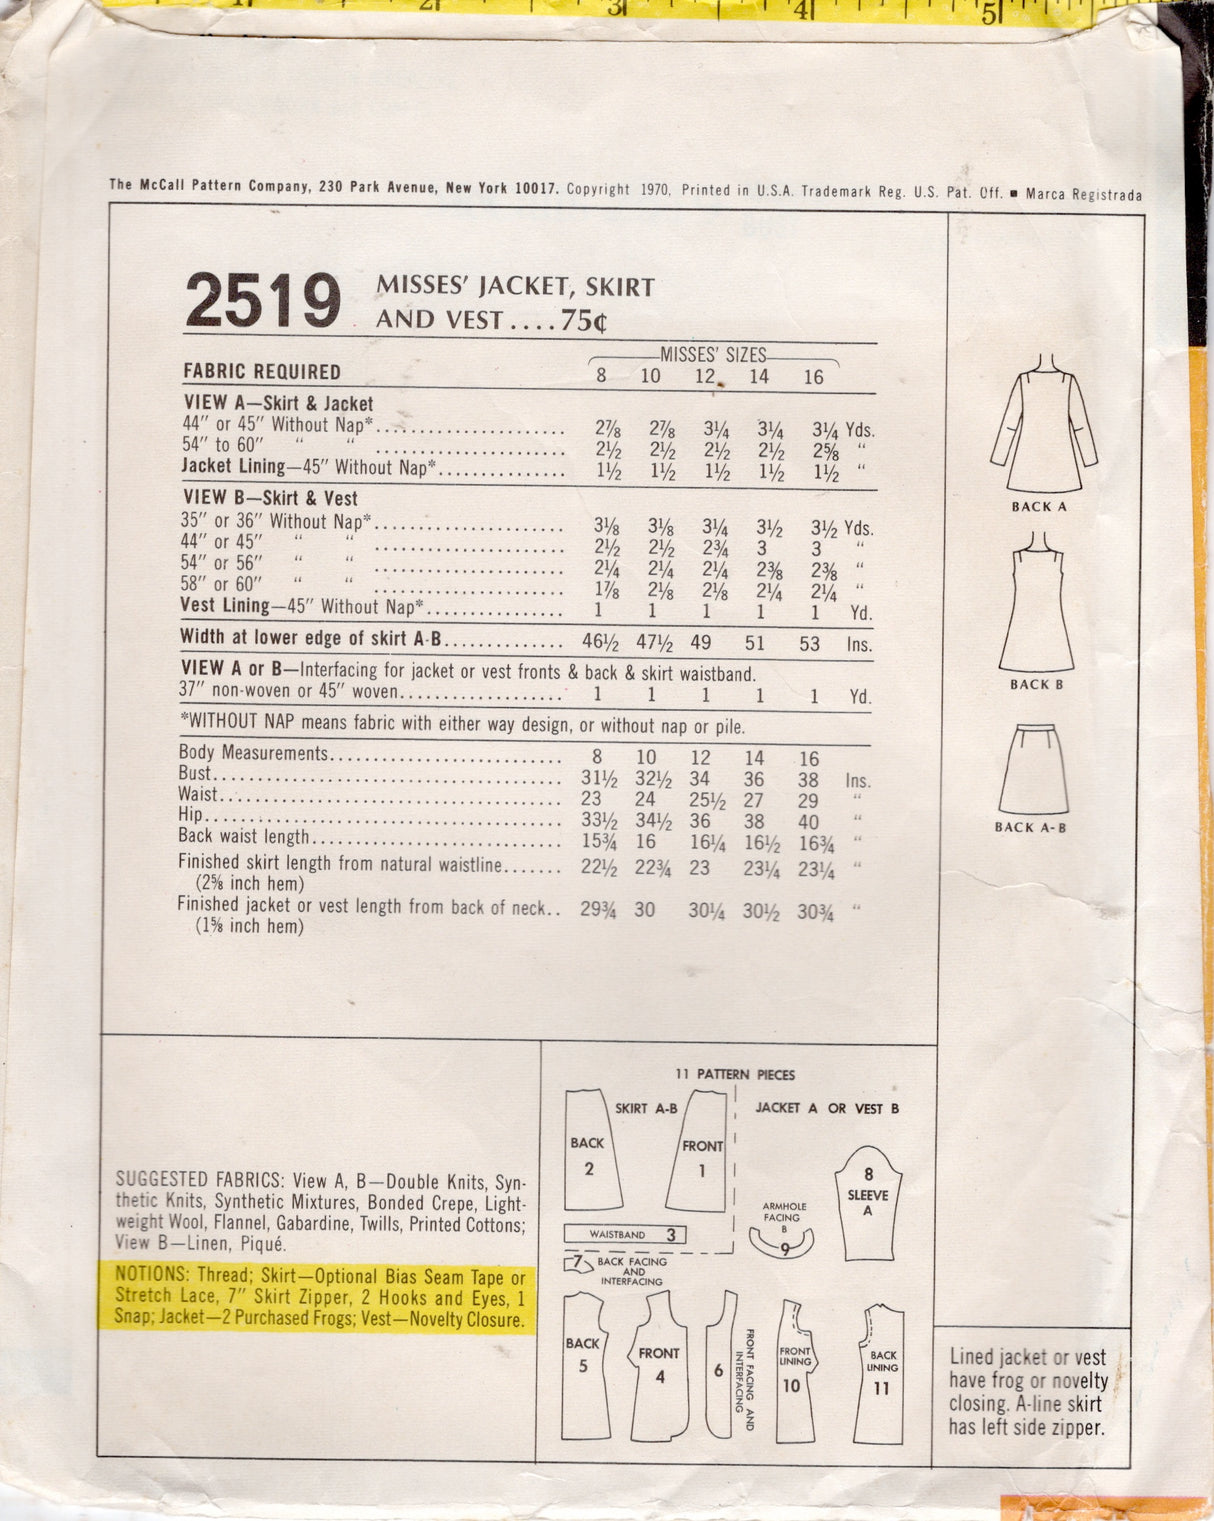 1 2 3 4 5
The McCall Pattern Company, 230 Park Avenue, New York 10017. Copyright 1970, Printed in U.S.A. Trademark Reg. U.S. Pat. Off. ■ Marca Registrada
2519 MISSES' JACKET, SKIRT
AND VEST....75¢
MISSES' SIZES
FABRIC REQUIRED 8 10 12 14 16
VIEW A—Skirt & Jacket
44" or 45" Without Nap*...................... 2⅞ 2⅞ 3¼ 3¼ 3¼ Yds.
54" to 60" " " ...................... 2½ 2½ 2½ 2½ 2⅝ "
Jacket Lining—45" Without Nap*............... 1½ 1½ 1½ 1½ 1½ "
VIEW B—Skirt & Vest
35" or 36" Without Nap*...................... 3⅛ 3⅛ 3¼ 3½ 3½ Yds.
44" or 45" " " ...................... 2½ 2½ 2¾ 3 3 "
54" or 56" " " ...................... 2¼ 2¼ 2¼ 2⅜ 2⅜ "
58" or 60" " " ...................... 1⅞ 2⅛ 2⅛ 2¼ 2¼ "
Vest Lining—45" Without Nap*................ 1 1 1 1 1 Yd.
Width at lower edge of skirt A-B.............. 46½ 47½ 49 51 53 Ins.
VIEW A or B—Interfacing for jacket or vest fronts & back & skirt waistband.
37" non-woven or 45" woven................... 1 1 1 1 1 Yd.
*WITHOUT NAP means fabric with either way design, or without nap or pile.
Body Measurements........................... 8 10 12 14 16
Bust........................................ 31½ 32½ 34 36 38 Ins.
Waist....................................... 23 24 25½ 27 29 "
Hip......................................... 33½ 34½ 36 38 40 "
Back waist length............................. 15¾ 16 16¼ 16½ 16¾ "
Finished skirt length from natural waistline....... 22½ 22¾ 23 23¼ 23¼ "
(2⅝ inch hem)
Finished jacket or vest length from back of neck.. 29¾ 30 30¼ 30½ 30¾ "
(1⅝ inch hem)
BACK A
BACK B
BACK A-B
SUGGESTED FABRICS: View A, B—Double Knits, Syn-
thetic Knits, Synthetic Mixtures, Bonded Crepe, Light-
weight Wool, Flannel, Gabardine, Twills, Printed Cottons;
View B—Linen, Piqué.
NOTIONS: Thread; Skirt—Optional Bias Seam Tape or
Stretch Lace, 7" Skirt Zipper, 2 Hooks and Eyes, 1
Snap; Jacket—2 Purchased Frogs; Vest—Novelty Closure.
11 PATTERN PIECES
SKIRT A-B
JACKET A OR VEST B
BACK
2
FRONT
1
8
SLEEVE
A
WAISTBAND 3
ARMHOLE
FACING
B
9
7 BACK FACING
AND
INTERFACING
BACK
5
FRONT
4
6
FRONT FACING AND
INTERFACING
FRONT
LINING
10
BACK
LINING
11
Lined jacket or vest
have frog or novelty
closing. A-line skirt
has left side zipper.